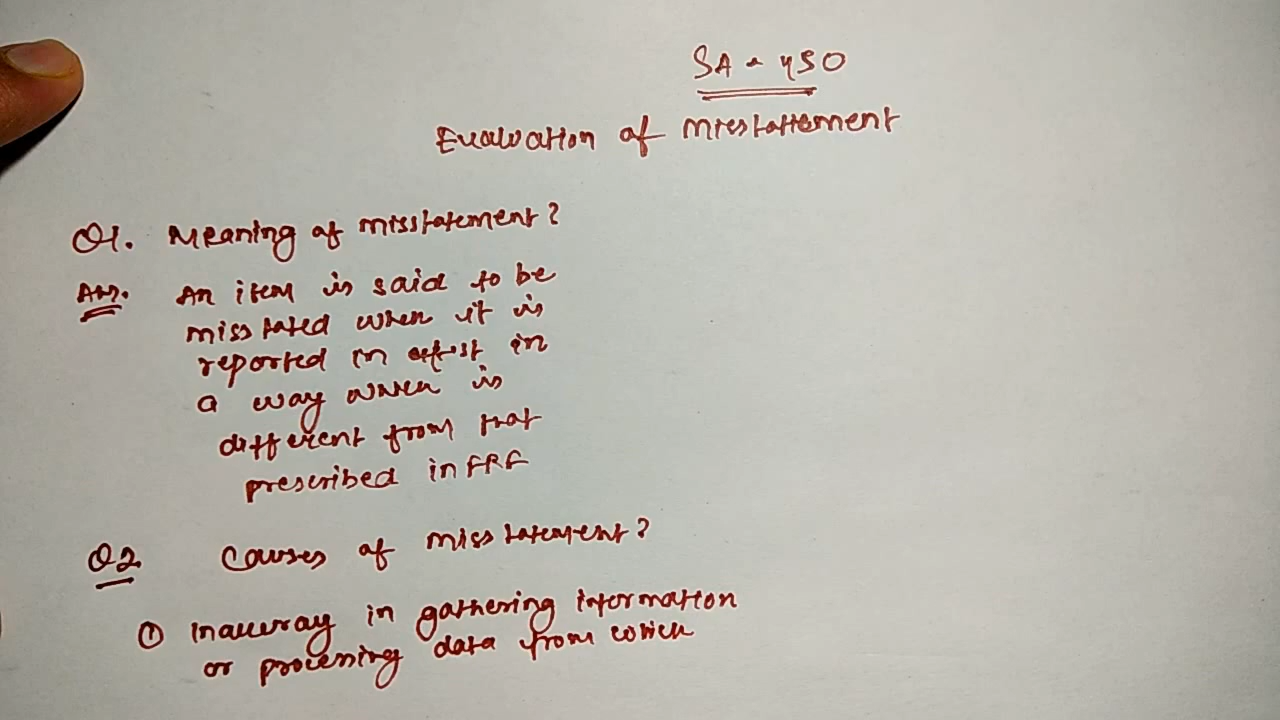 SA - 450
Evaluation of Misstattement
Q1. Meaning of misstatement?
Ans. An item is said to be
misstated when it is
reported in in
a way which is
different from that
prescribed in FRF
Q2. Causes of misstatement?
① Inaccuracy in gathering information
or processing data from which